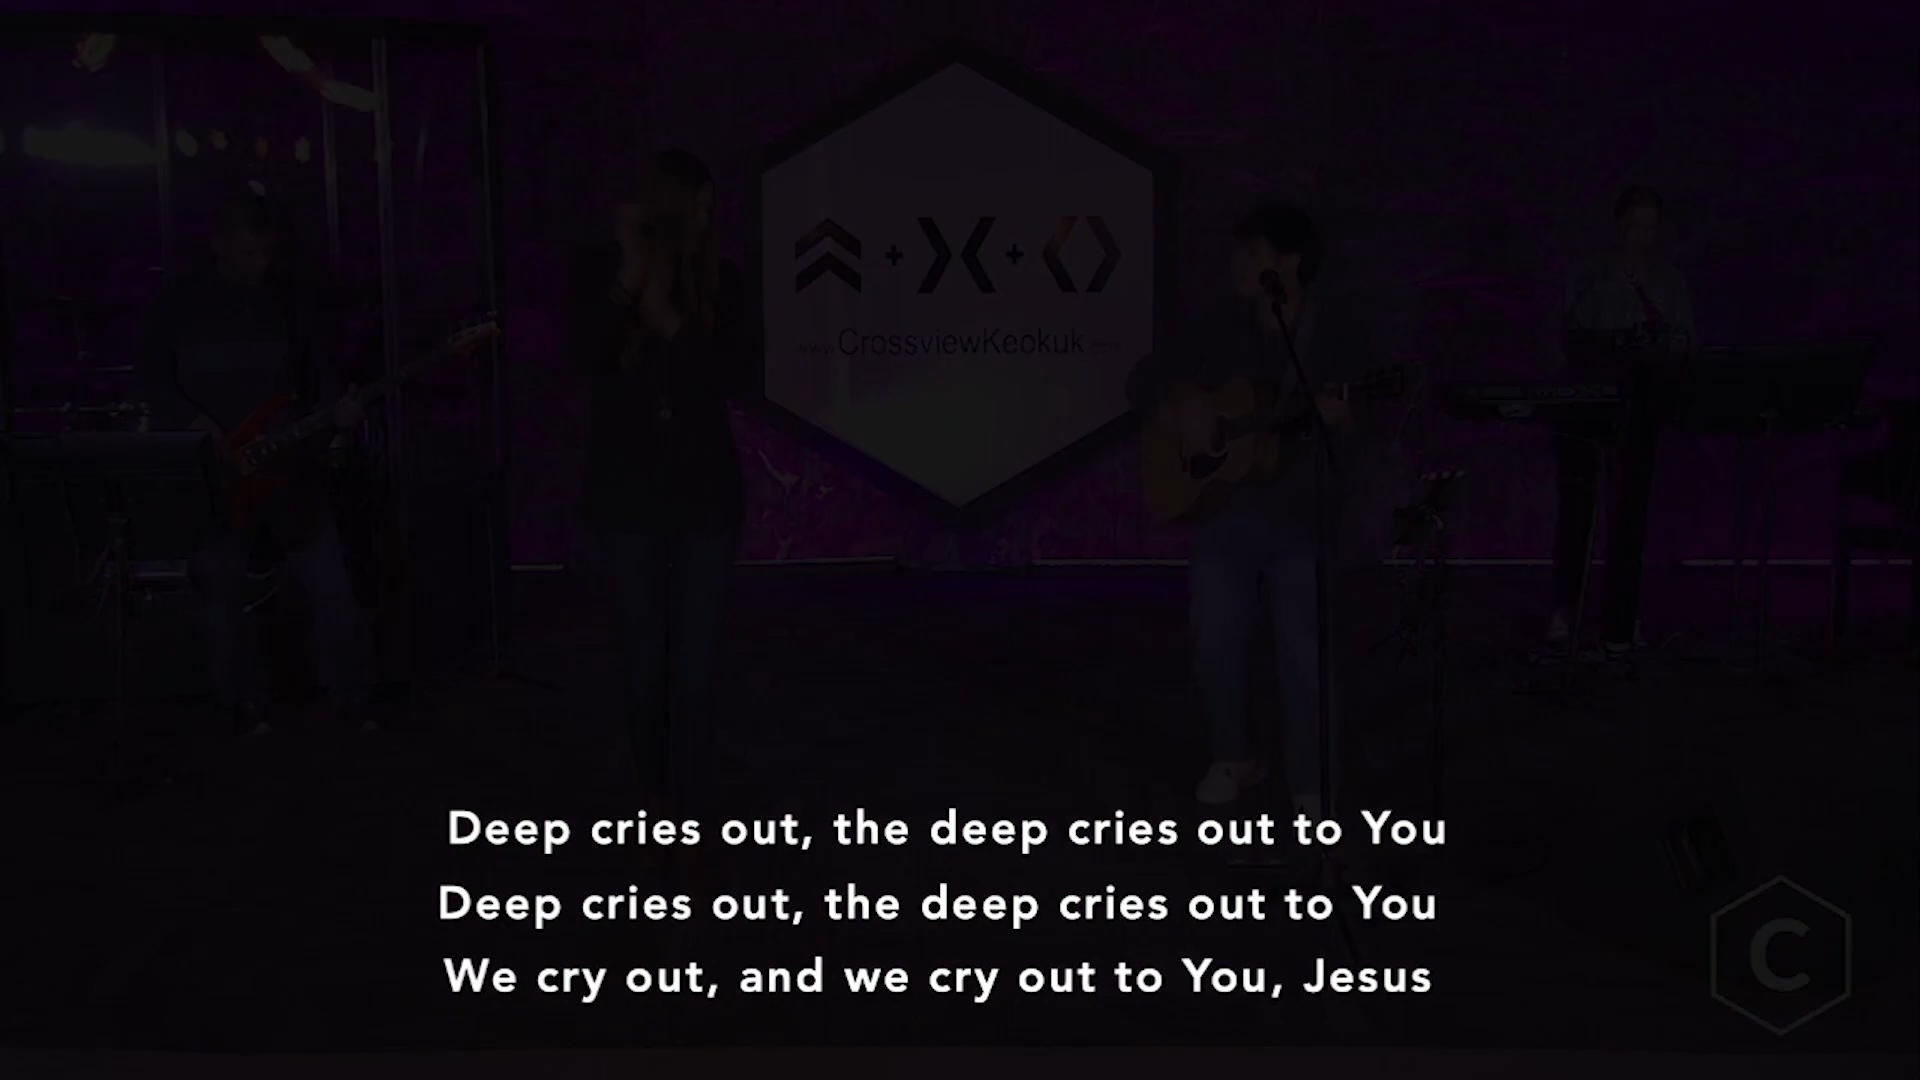 www.CrossviewKeokuk
Deep cries out, the deep cries out to You
Deep cries out, the deep cries out to You
We cry out, and we cry out to You, Jesus
C